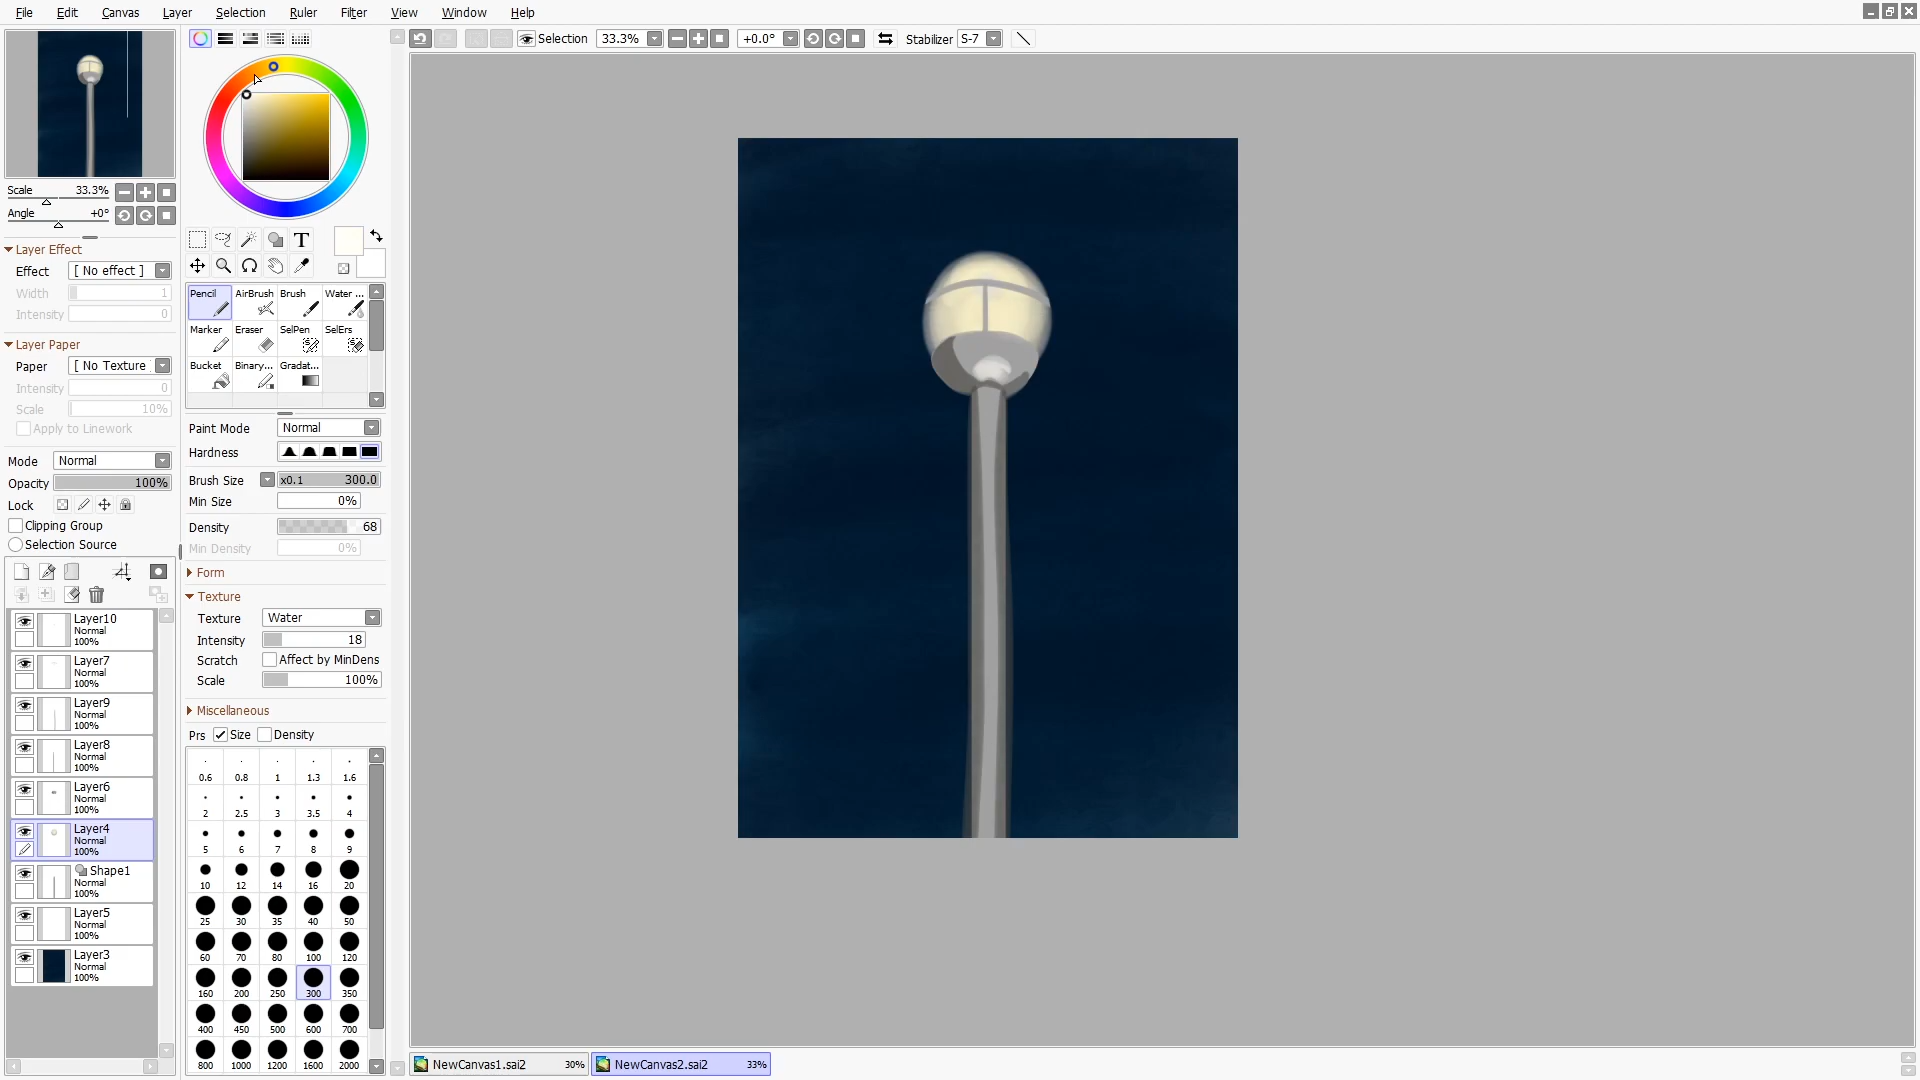 File Edit Canvas Layer Selection Ruler Filter View Window Help
Selection 33.3% +0.0° Stabilizer S-7
Scale 33.3%
Angle +0°
Layer Effect
Effect [ No effect ]
Width 1
Intensity 0
Layer Paper
Paper [ No Texture
Intensity 0
Scale 10%
Apply to Linework
Mode Normal
Opacity 100%
Lock
Clipping Group
Selection Source
Layer10
Normal
100%
Layer7
Normal
100%
Layer9
Normal
100%
Layer8
Normal
100%
Layer6
Normal
100%
Layer4
Normal
100%
Shape1
Normal
100%
Layer5
Normal
100%
Layer3
Normal
100%
T
Pencil AirBrush Brush Water ...
Marker Eraser SelPen SelErs
Bucket Binary... Gradat...
Paint Mode Normal
Hardness
Brush Size x0.1 300.0
Min Size 0%
Density 68
Min Density 0%
Form
Texture
Texture Water
Intensity 18
Scratch Affect by MinDens
Scale 100%
Miscellaneous
Prs Size Density
0.6 0.8 1 1.3 1.6
2 2.5 3 3.5 4
5 6 7 8 9
10 12 14 16 20
25 30 35 40 50
60 70 80 100 120
160 200 250 300 350
400 450 500 600 700
800 1000 1200 1600 2000
NewCanvas1.sai2 30% NewCanvas2.sai2 33%